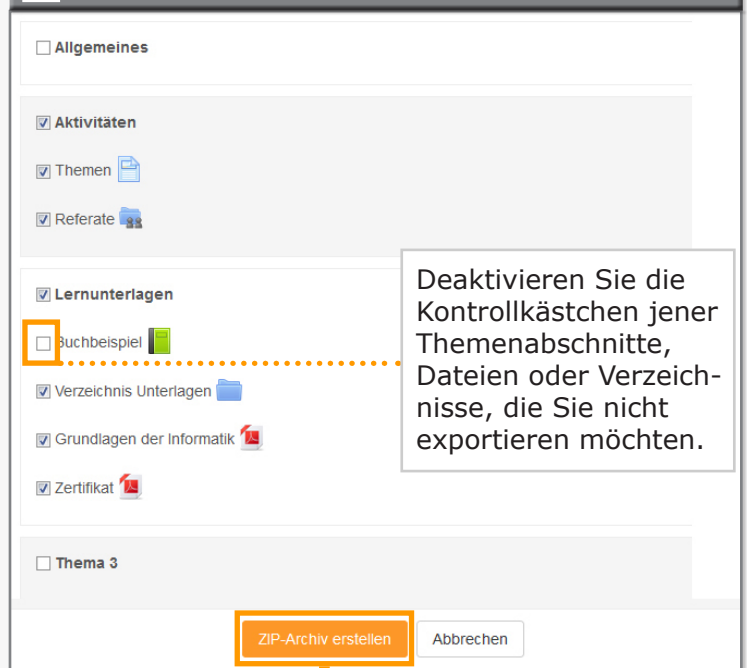 Allgemeines
Aktivitäten
Themen
Referate
Lernunterlagen
Buchbeispiel
Verzeichnis Unterlagen
Grundlagen der Informatik
Zertifikat
Deaktivieren Sie die
Kontrollkästchen jener
Themenabschnitte,
Dateien oder Verzeich-
nisse, die Sie nicht
exportieren möchten.
Thema 3
ZIP-Archiv erstellen
Abbrechen